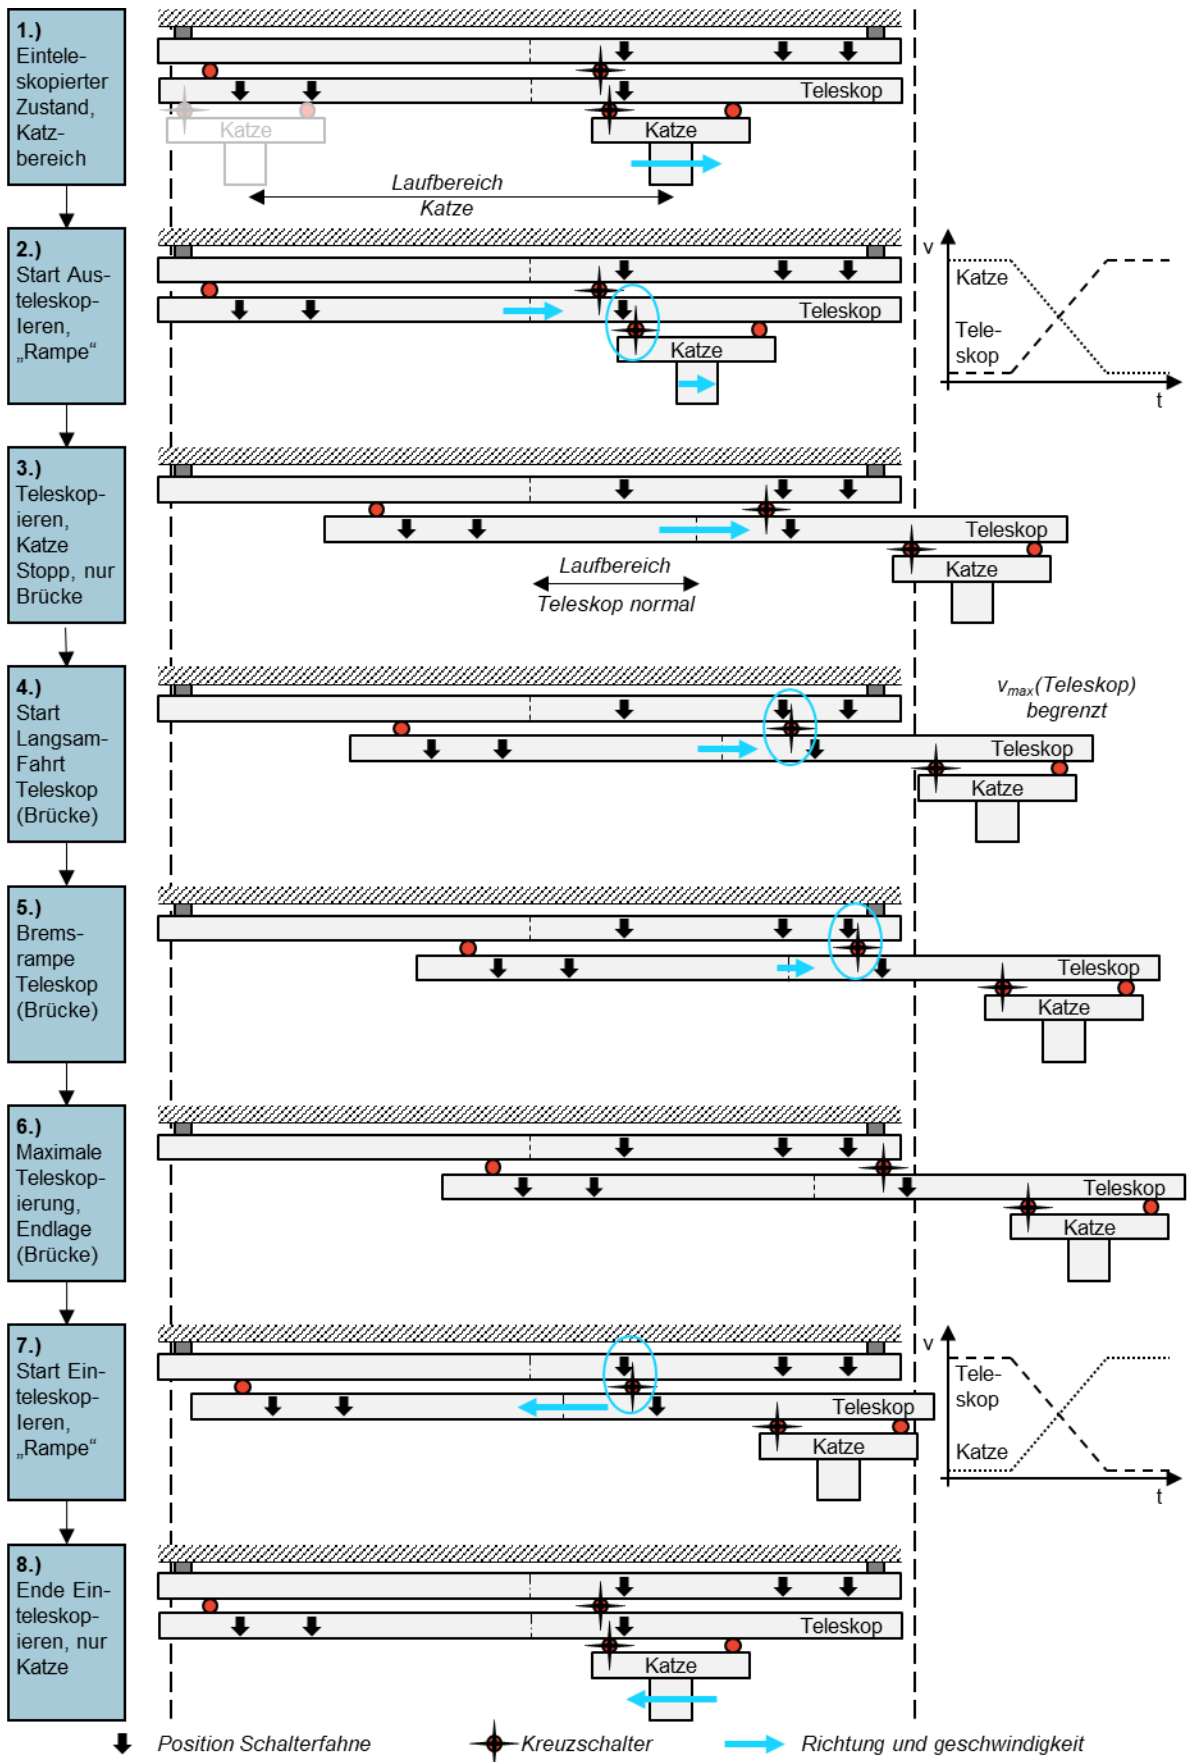 1.)
Eintele-
skopierter
Zustand,
Katz-
bereich
Teleskop
Katze
Katze
Laufbereich
Katze
2.)
Start Aus-
teleskop-
Ieren,
„Rampe“
Teleskop
Katze
v
Katze
Tele-
skop
t
3.)
Teleskop-
ieren,
Katze
Stopp, nur
Brücke
Teleskop
Katze
Laufbereich
Teleskop normal
4.)
Start
Langsam-
Fahrt
Teleskop
(Brücke)
vmax(Teleskop)
begrenzt
Teleskop
Katze
5.)
Brems-
rampe
Teleskop
(Brücke)
Teleskop
Katze
6.)
Maximale
Teleskop-
ierung,
Endlage
(Brücke)
Teleskop
Katze
7.)
Start Ein-
teleskop-
Ieren,
„Rampe“
Teleskop
Katze
v
Tele-
skop
Katze
t
8.)
Ende Ein-
teleskop-
ieren, nur
Katze
Teleskop
Katze
Position Schalterfahne
Kreuzschalter
Richtung und geschwindigkeit